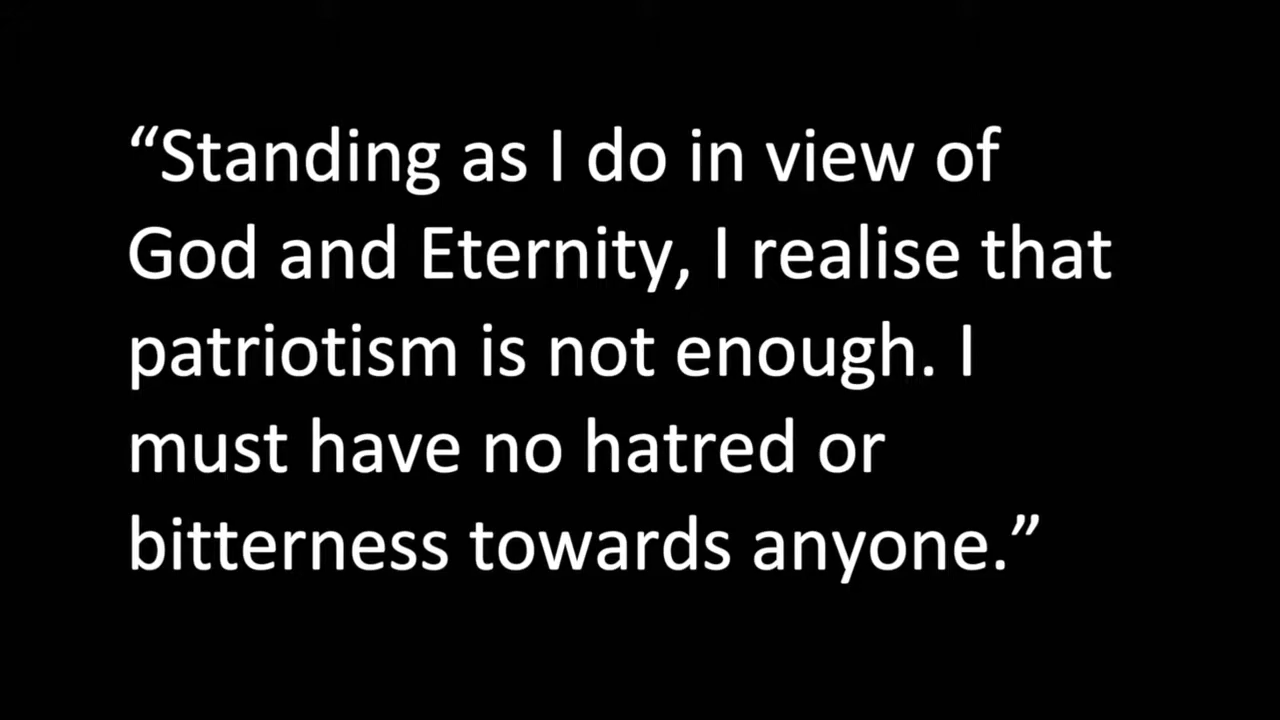 “Standing as I do in view of
God and Eternity, I realise that
patriotism is not enough. I
must have no hatred or
bitterness towards anyone.”